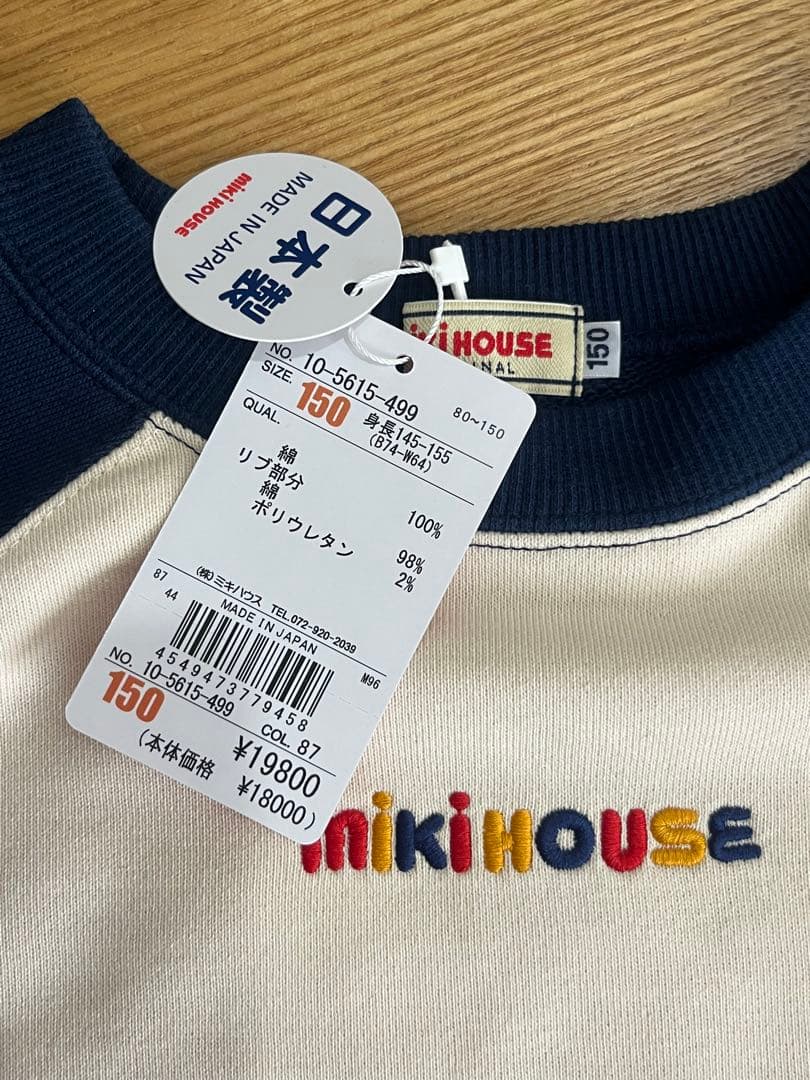 日本製
MADE IN JAPAN
mikiHOUSE
mikiHOUSE
150
NO. 10-5615-499
SIZE. 150 身長145-155 80~150
(B74-W64)
QUAL.
綿 100%
リブ部分
綿 98%
ポリウレタン 2%
(株)ミキハウス TEL.072-920-2039
MADE IN JAPAN
87
44
M96
4549473779458
NO. 10-5615-499
150 COL. 87
¥19800
(本体価格 ¥18000)
mikiHOUSE